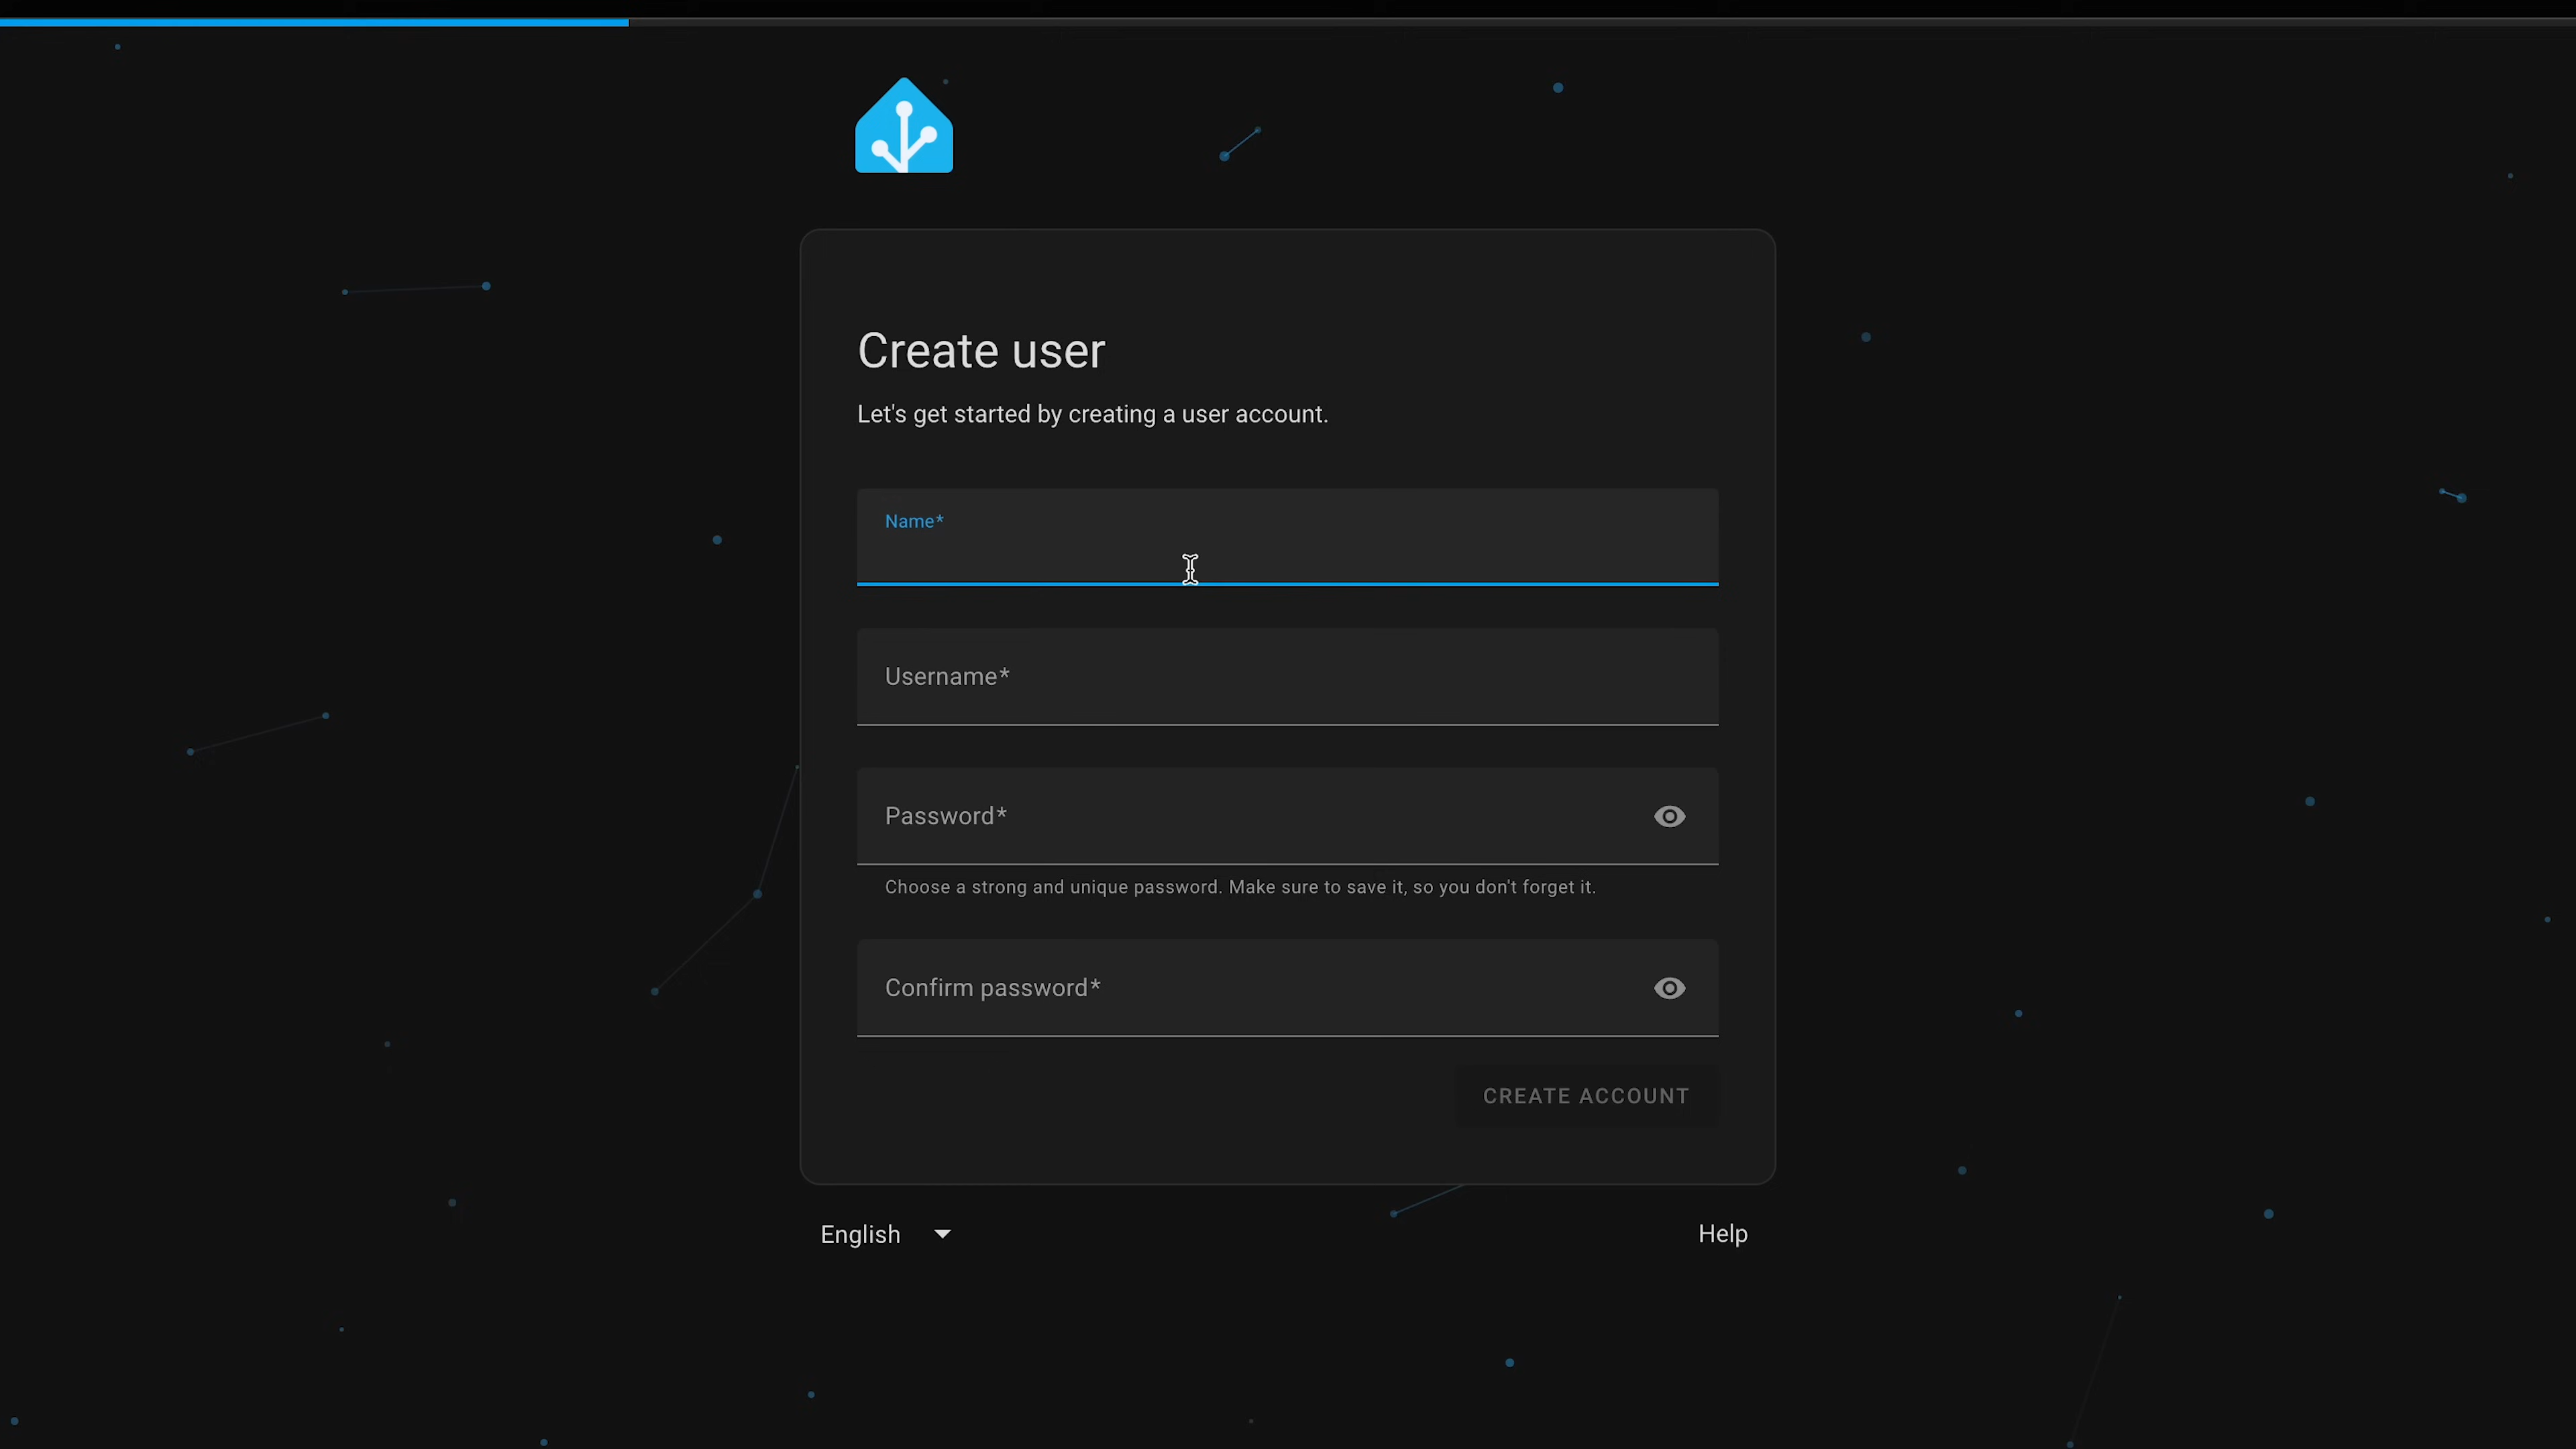 Create user
Let's get started by creating a user account.
Name*
Username*
Password*
Choose a strong and unique password. Make sure to save it, so you don't forget it.
Confirm password*
CREATE ACCOUNT
English
Help